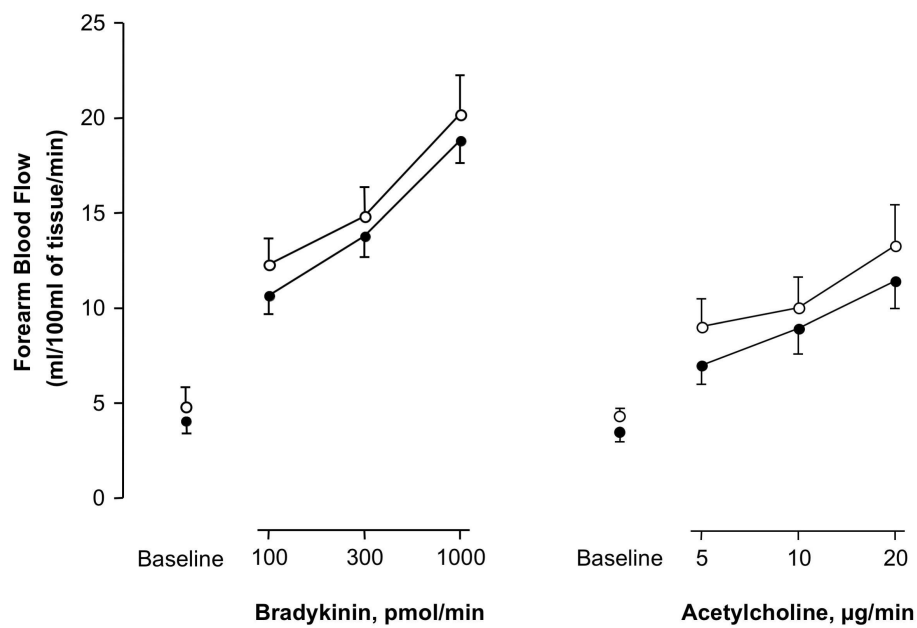 Forearm Blood Flow
(ml/100ml of tissue/min)
25
20
15
10
5
0
Baseline
100
300
1000
Bradykinin, pmol/min
Baseline
5
10
20
Acetylcholine, µg/min